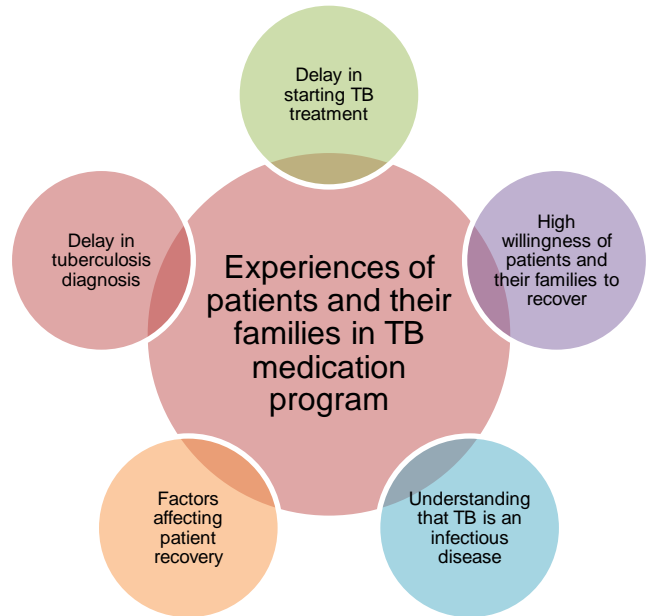 Delay in
starting TB
treatment
High
willingness of
patients and
their families to
recover
Understanding
that TB is an
infectious
disease
Factors
affecting
patient
recovery
Delay in
tuberculosis
diagnosis
Experiences of
patients and their
families in TB
medication
program